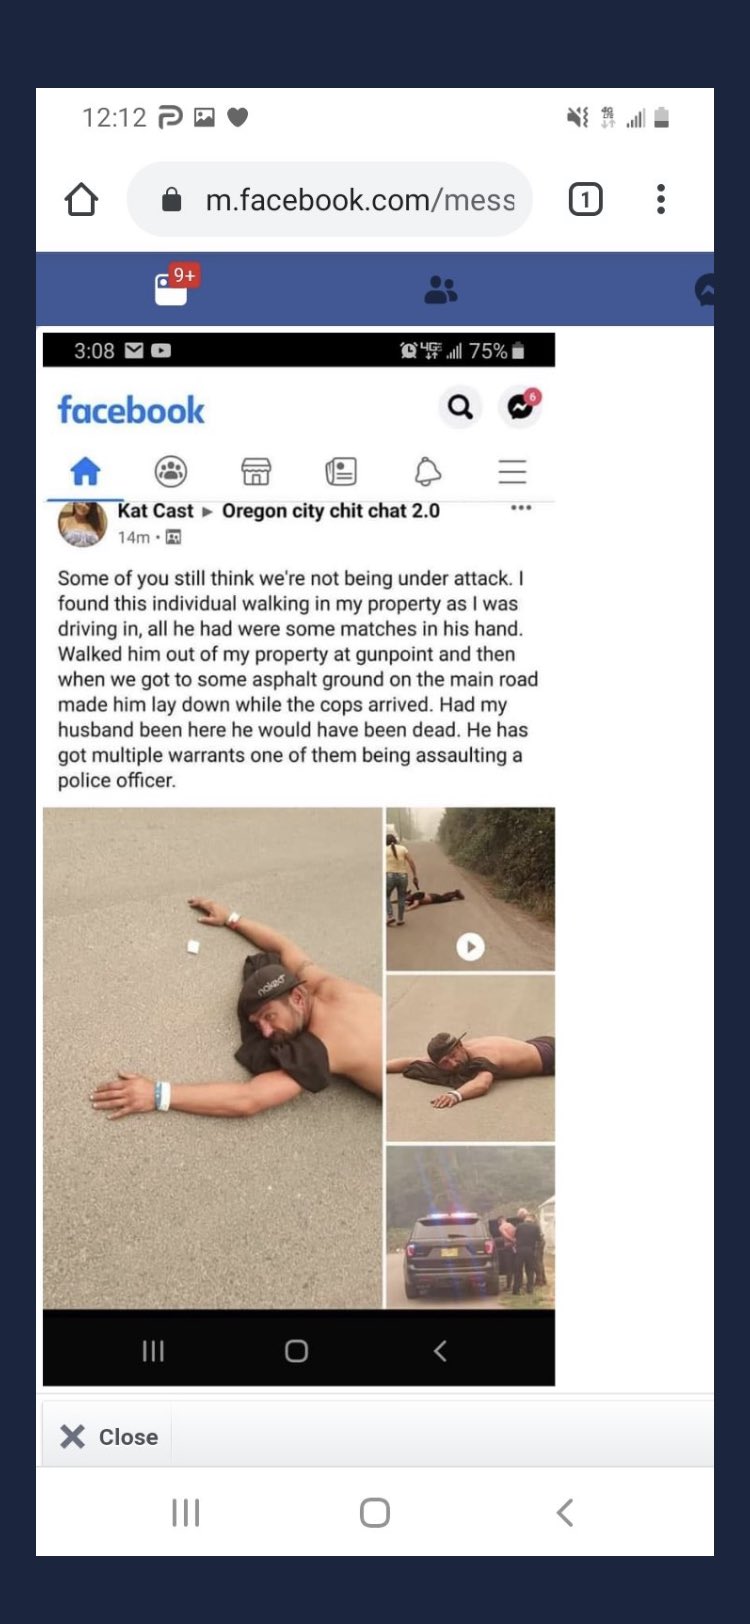 12:12
1
m.facebook.com/mess
9+
3:08
4GE
75%
facebook
6
Kat Cast ▶ Oregon city chit chat 2.0
14m ·
Some of you still think we're not being under attack. I
found this individual walking in my property as I was
driving in, all he had were some matches in his hand.
Walked him out of my property at gunpoint and then
when we got to some asphalt ground on the main road
made him lay down while the cops arrived. Had my
husband been here he would have been dead. He has
got multiple warrants one of them being assaulting a
police officer.
naked
Close